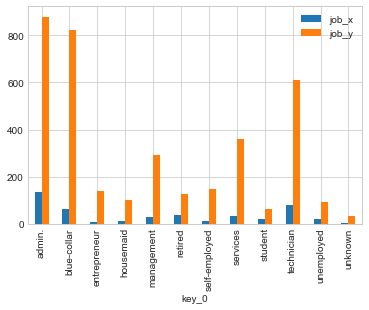 job_x
job_y
800
600
400
200
0
admin.
blue-collar
entrepreneur
housemaid
management
retired
self-employed
services
student
technician
unemployed
unknown
key_0